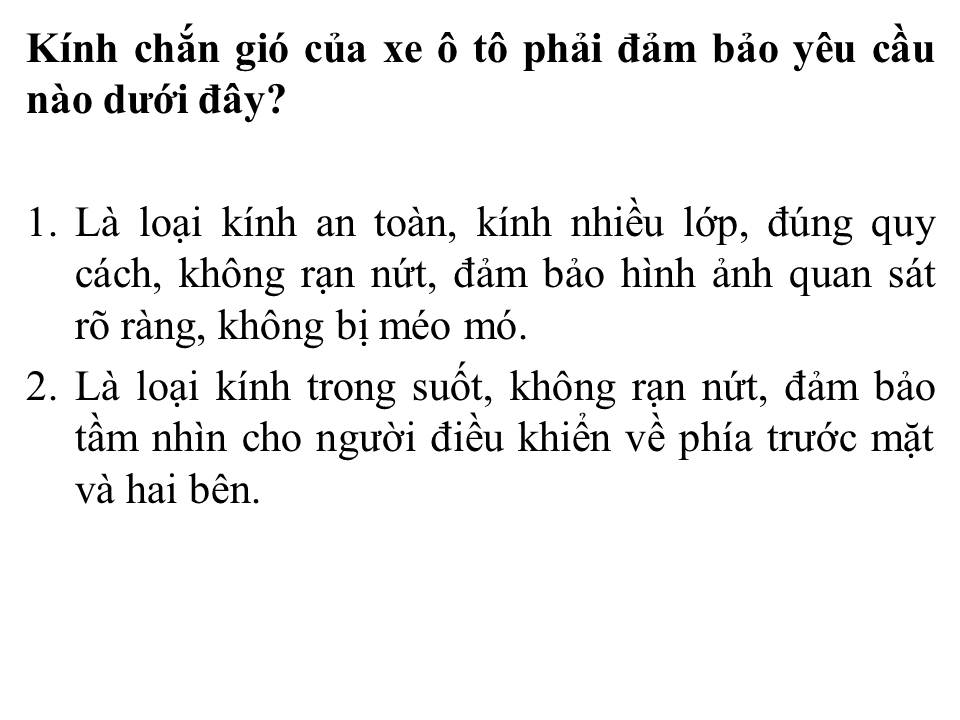 Kính chắn gió của xe ô tô phải đảm bảo yêu cầu
nào dưới đây?
1. Là loại kính an toàn, kính nhiều lớp, đúng quy
cách, không rạn nứt, đảm bảo hình ảnh quan sát
rõ ràng, không bị méo mó.
2. Là loại kính trong suốt, không rạn nứt, đảm bảo
tầm nhìn cho người điều khiển về phía trước mặt
và hai bên.